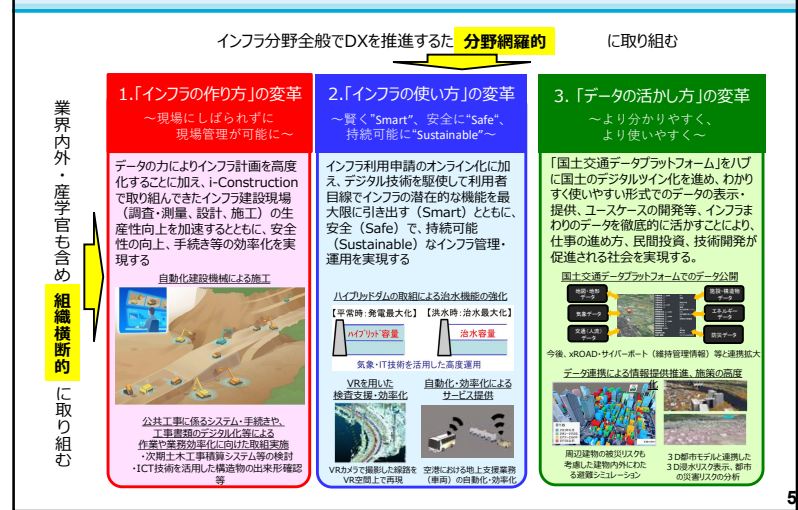 インフラ分野全般でDXを推進するた 分野網羅的 に取り組む
業界内外・産学官も含め 組織横断的 に取り組む
1.「インフラの作り方」の変革
～現場にしばられずに
現場管理が可能に～
データの力によりインフラ計画を高度
化することに加え、i-Construction
で取り組んできたインフラ建設現場
（調査・測量、設計、施工）の生
産性向上を加速するとともに、安全
性の向上、手続き等の効率化を実
現する
自動化建設機械による施工
公共工事に係るシステム・手続きや、
工事書類のデジタル化等による
作業や業務効率化に向けた取組実施
・次期土木工事積算システム等の検討
・ICT技術を活用した構造物の出来形確認
等
2.「インフラの使い方」の変革
～賢く"Smart"、安全に"Safe"、
持続可能に"Sustainable"～
インフラ利用申請のオンライン化に加
え、デジタル技術を駆使して利用者
目線でインフラの潜在的な機能を最
大限に引き出す（Smart）とともに、
安全（Safe）で、持続可能
（Sustainable）なインフラ管理・
運用を実現する
ハイブリッドダムの取組による治水機能の強化
【平常時：発電最大化】 【洪水時：治水最大化】
ハイブリッド容量 治水容量
気象・IT技術を活用した高度運用
VRを用いた
検査支援・効率化
自動化・効率化による
サービス提供
VRカメラで撮影した線路を
VR空間上で再現
空港における地上支援業務
（車両）の自動化・効率化
3. 「データの活かし方」の変革
～より分かりやすく、
より使いやすく～
「国土交通データプラットフォーム」をハブ
に国土のデジタルツイン化を進め、わかり
すく使いやすい形式でのデータの表示・
提供、ユースケースの開発等、インフラま
わりのデータを徹底的に活かすことにより、
仕事の進め方、民間投資、技術開発が
促進される社会を実現する。
国土交通データプラットフォームでのデータ公開
地図・地形
データ
気象データ
交通（人流）
データ
施設・構造物
データ
エネルギー
データ
防災データ
今後、xROAD・サイバーポート（維持管理情報）等と連携拡大
データ連携による情報提供推進、施策の高度
化
周辺建物の被災リスクも
考慮した建物内外にわた
る避難シミュレーション
３D都市モデルと連携した
３D浸水リスク表示、都市
の災害リスクの分析
5